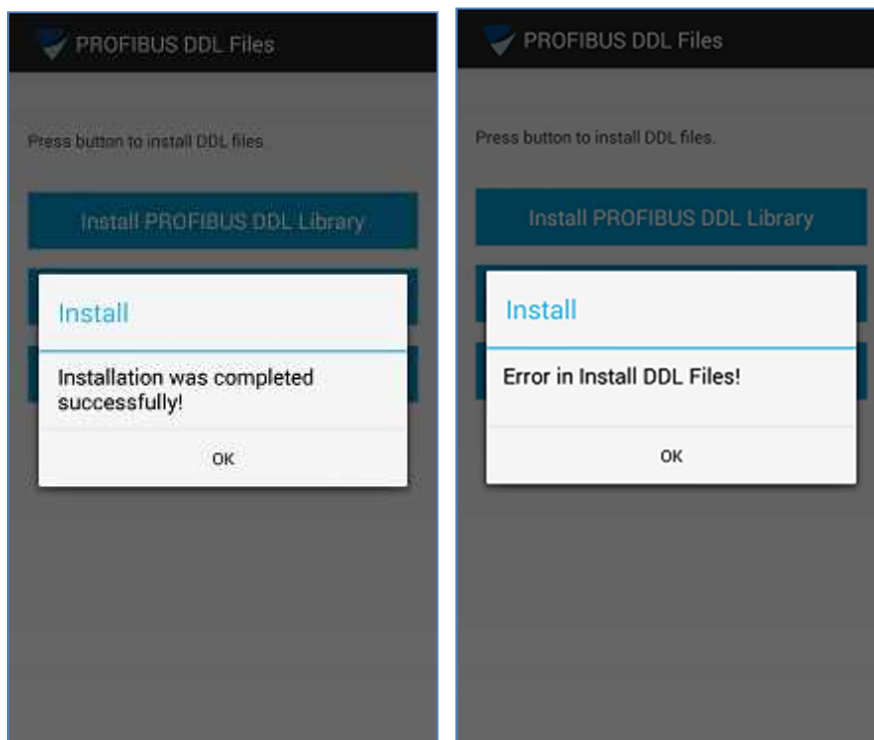 PROFIBUS DDL Files
Press button to install DDL files.
Install PROFIBUS DDL Library
Install
Installation was completed
successfully!
OK
PROFIBUS DDL Files
Press button to install DDL files.
Install PROFIBUS DDL Library
Install
Error in Install DDL Files!
OK